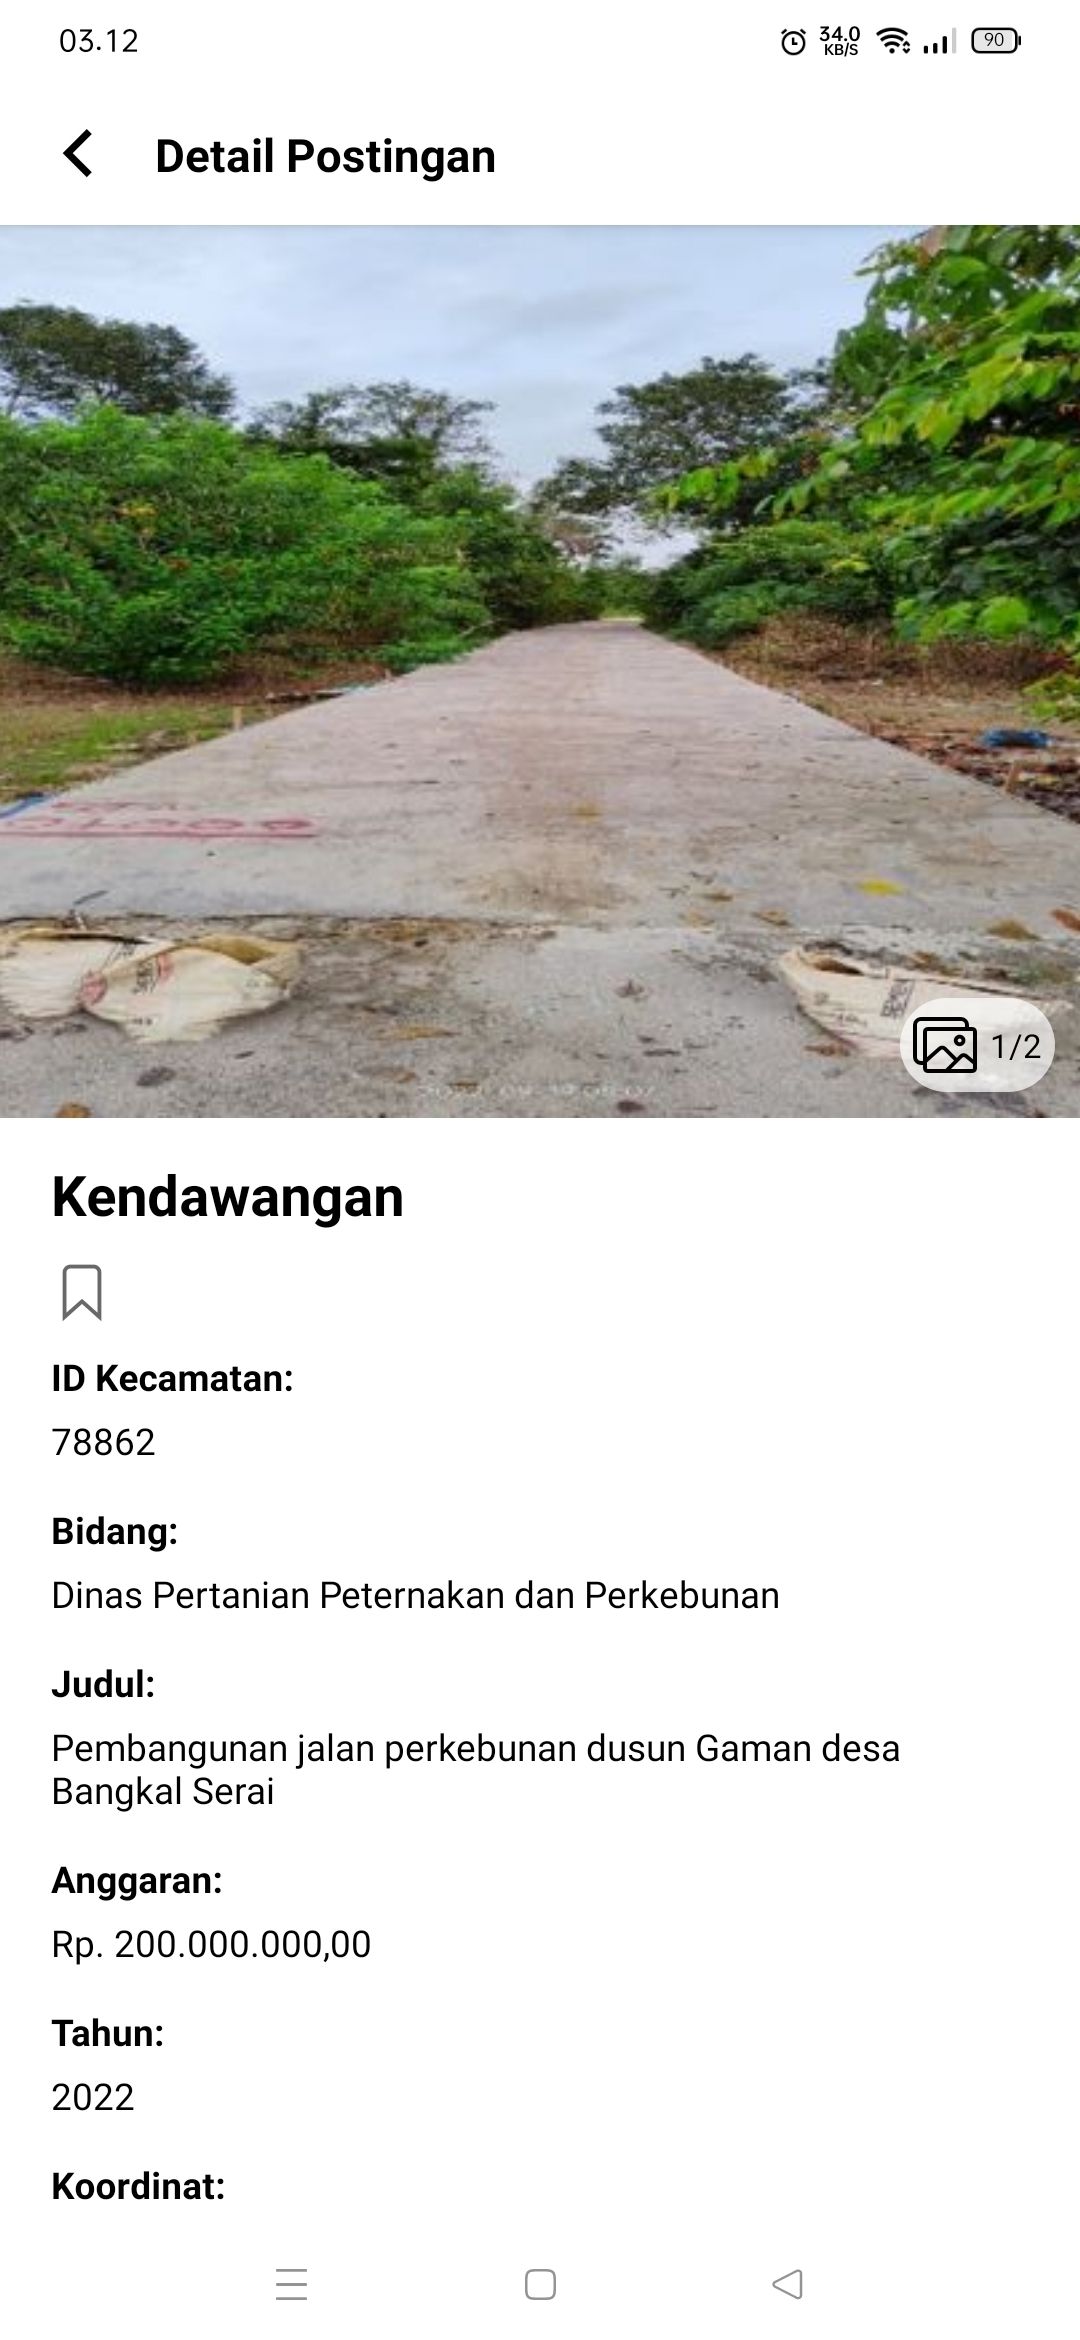 03.12
34.0
KB/S
90
Detail Postingan
1/2
Kendawangan
ID Kecamatan:
78862
Bidang:
Dinas Pertanian Peternakan dan Perkebunan
Judul:
Pembangunan jalan perkebunan dusun Gaman desa
Bangkal Serai
Anggaran:
Rp. 200.000.000,00
Tahun:
2022
Koordinat: